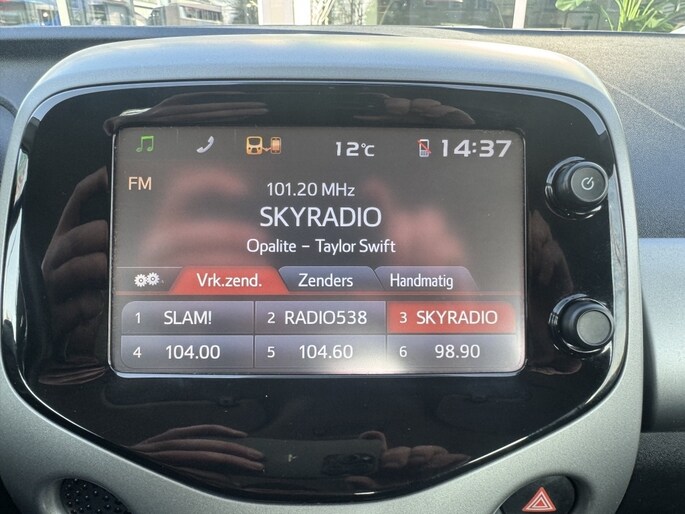 12°C 14:37
FM
101.20 MHz
SKYRADIO
Opalite – Taylor Swift
Vrk.zend. Zenders Handmatig
1 SLAM! 2 RADIO538 3 SKYRADIO
4 104.00 5 104.60 6 98.90